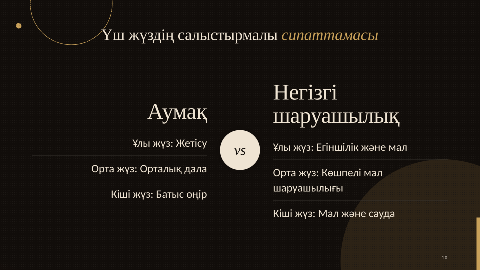 Үш жүздің салыстырмалы сипаттамасы
Аумақ
Ұлы жүз: Жетісу
Орта жүз: Орталық дала
Кіші жүз: Батыс өңір
vs
Негізгі
шаруашылық
Ұлы жүз: Егіншілік және мал
Орта жүз: Көшпелі мал
шаруашылығы
Кіші жүз: Мал және сауда